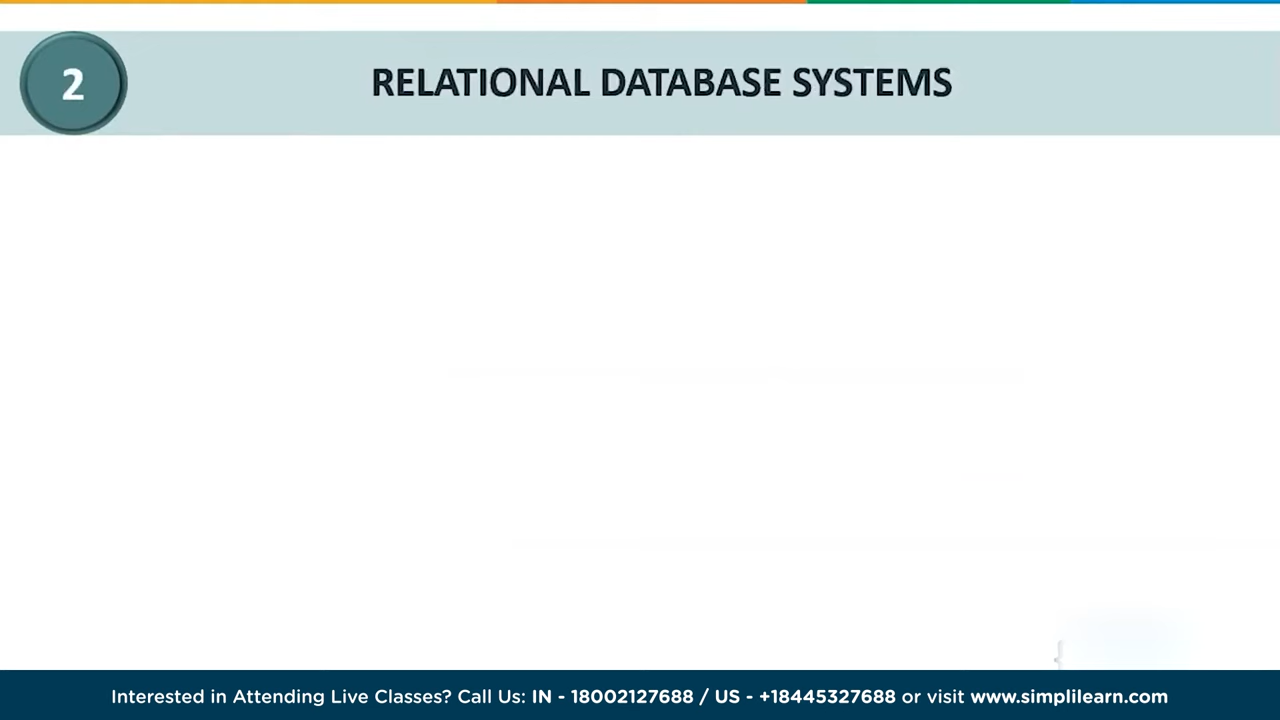 2
RELATIONAL DATABASE SYSTEMS
Interested in Attending Live Classes? Call Us: IN - 18002127688 / US - +18445327688 or visit www.simplilearn.com